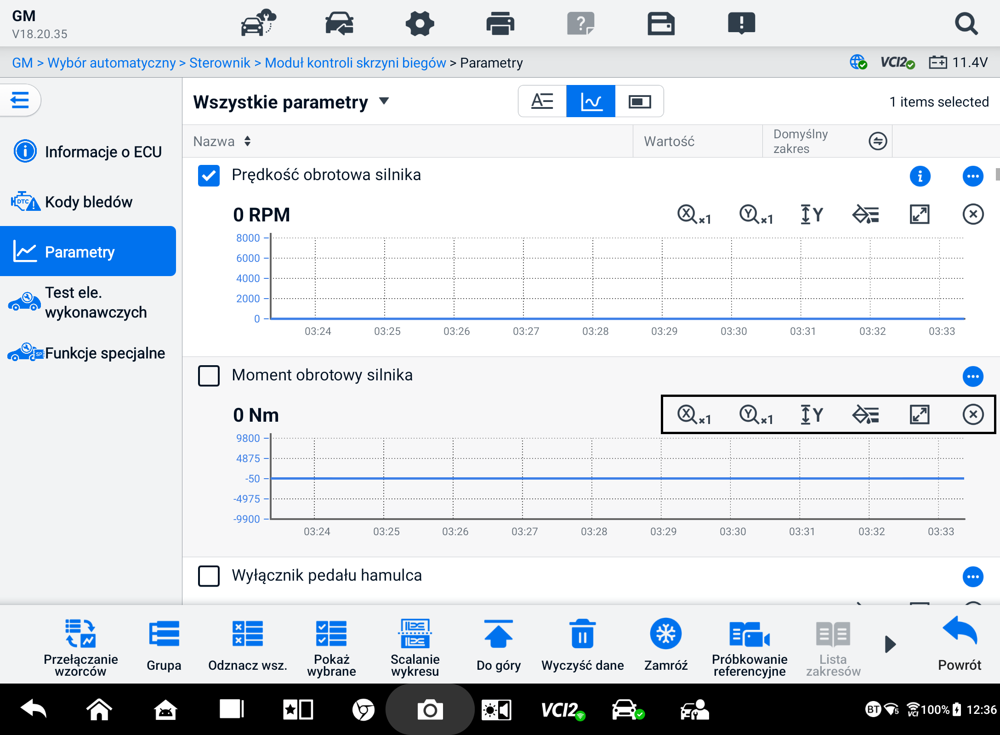 GM
V18.20.35
GM > Wybór automatyczny > Sterownik > Moduł kontroli skrzyni biegów > Parametry
VCI2
11.4V
Wszystkie parametry
1 items selected
Nazwa
Wartość
Domyślny
zakres
Informacje o ECU
DTC
Kody bledów
Parametry
Test ele.
wykonawczych
SP
Funkcje specjalne
Prędkość obrotowa silnika
0 RPM
X×1
Y×1
Y
8000
6000
4000
2000
0
03:24 03:25 03:26 03:27 03:28 03:29 03:30 03:31 03:32 03:33
Moment obrotowy silnika
0 Nm
X×1
Y×1
Y
9800
4875
-50
-4975
-9900
03:24 03:25 03:26 03:27 03:28 03:29 03:30 03:31 03:32 03:33
Wyłącznik pedału hamulca
Przełączanie
wzorców
Grupa
Odznacz wsz.
Pokaż
wybrane
Scalanie
wykresu
Do góry
Wyczyść dane
Zamróź
Próbkowanie
referencyjne
Lista
zakresów
Powrót
VCI2
BT
5
VCI
100%
12:36